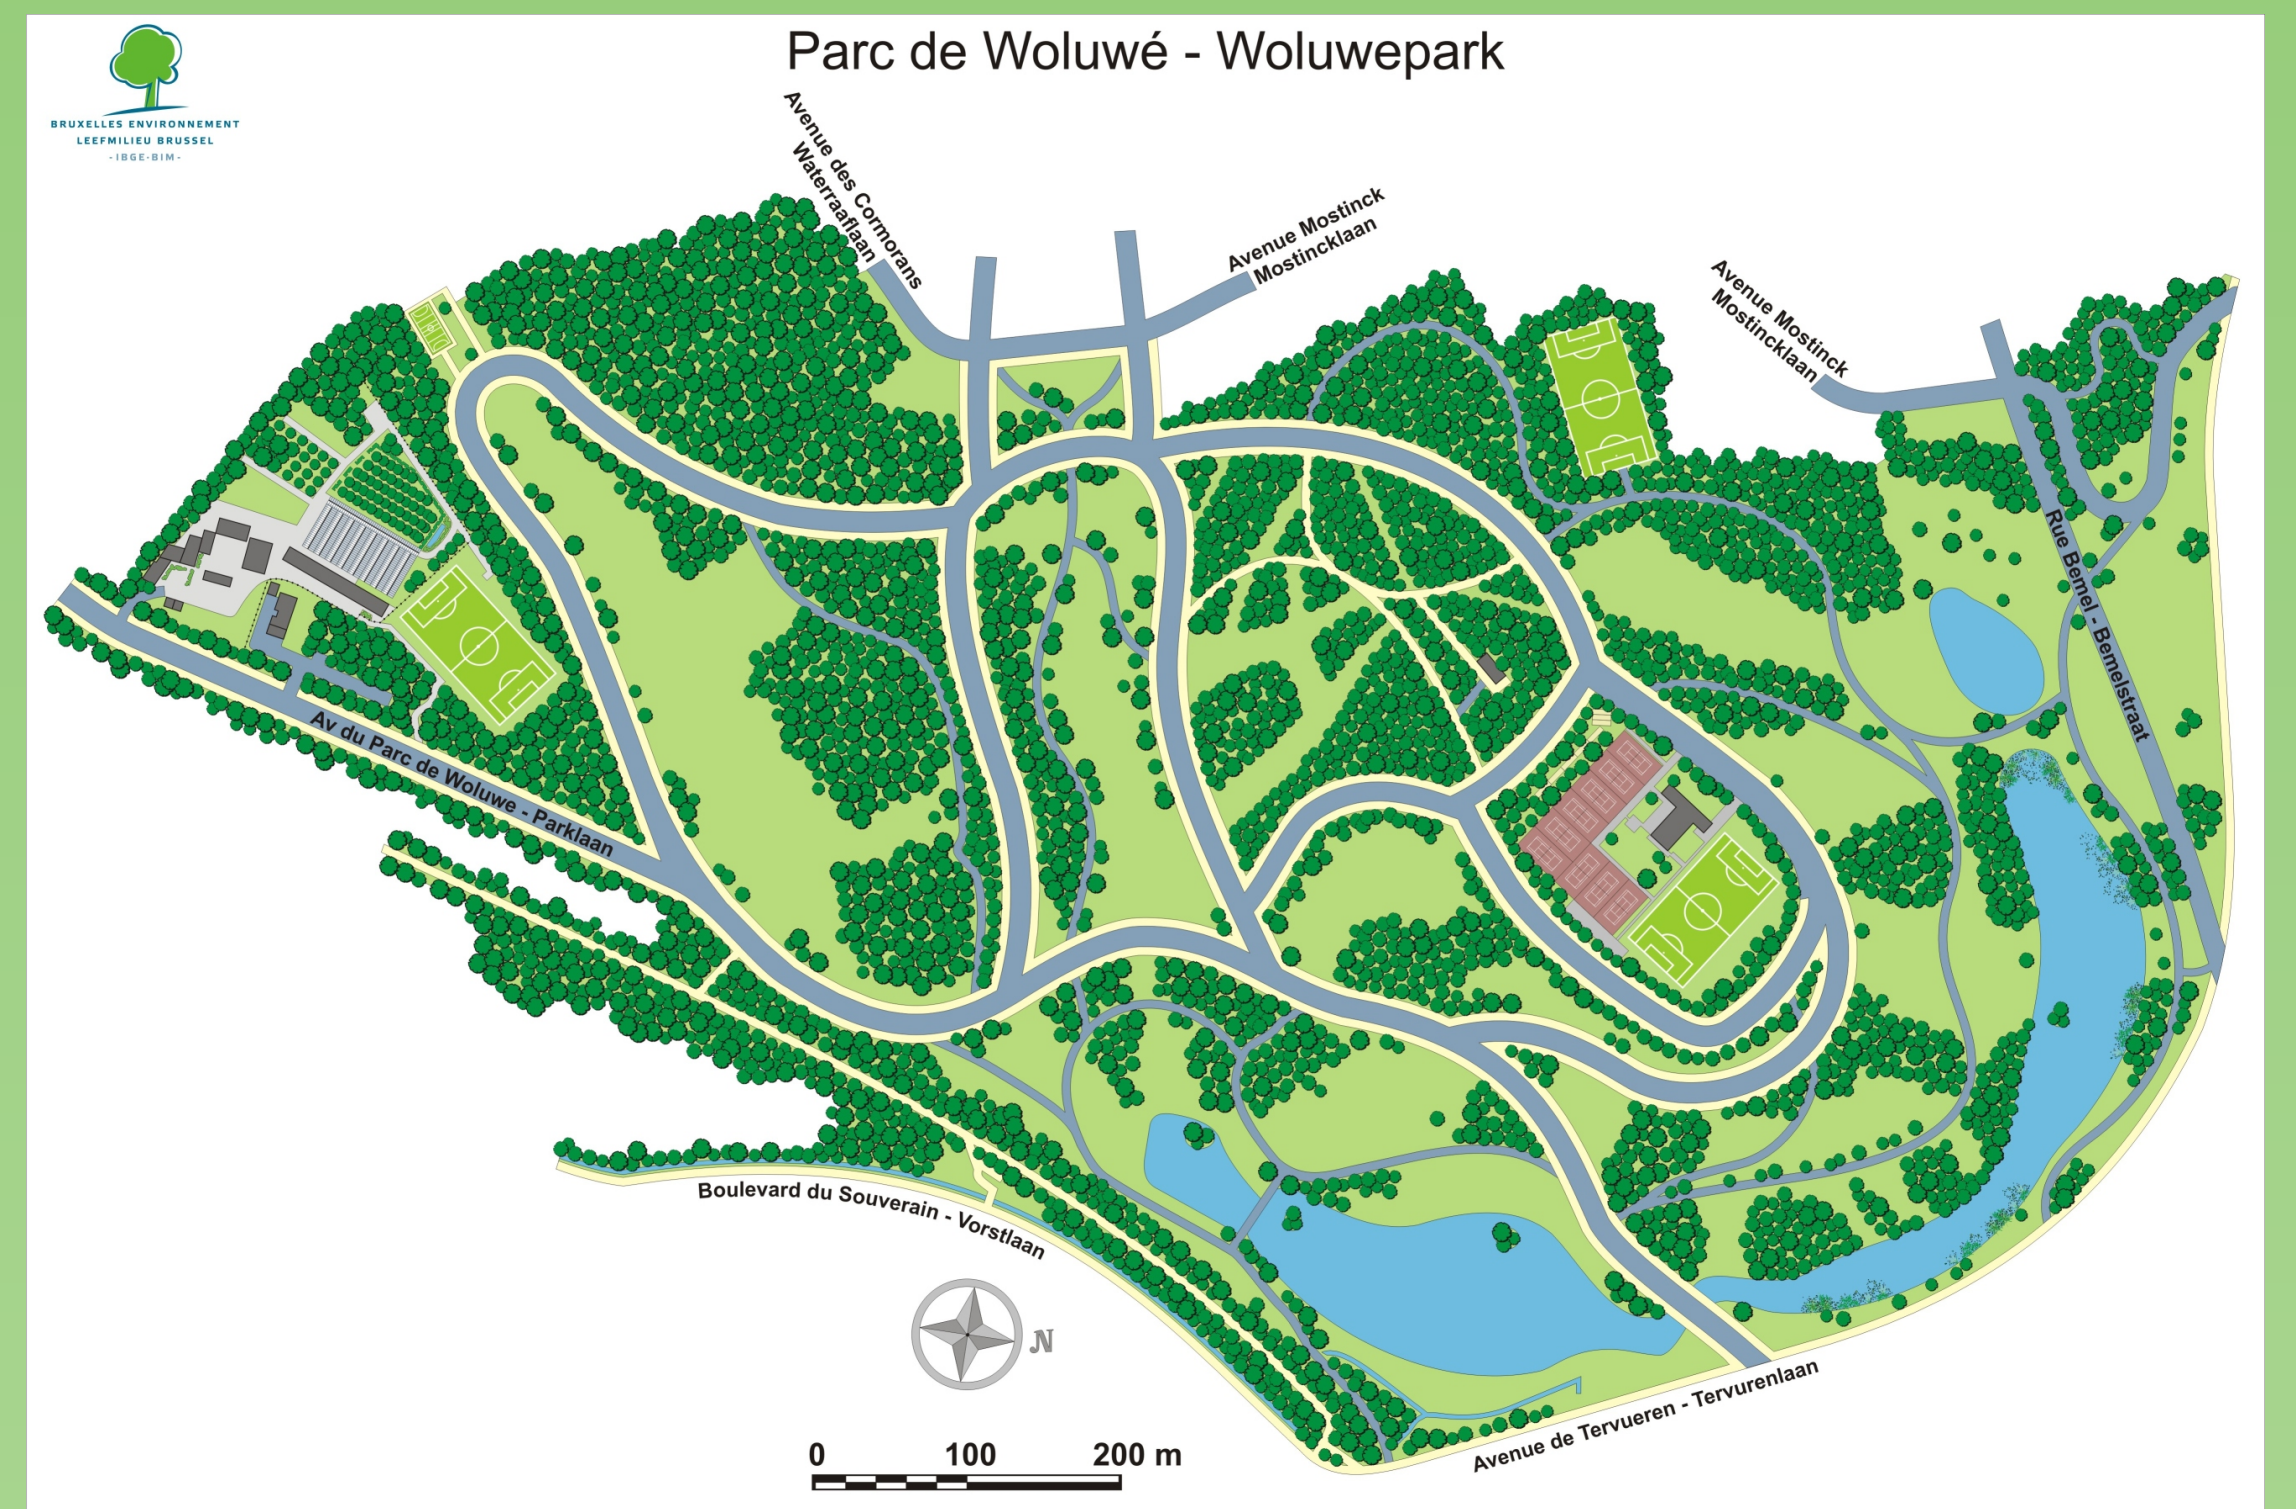 Parc de Woluwé - Woluwepark
BRUXELLES ENVIRONNEMENT
LEEFMILIEU BRUSSEL
- IBGE-BIM -
Avenue des Cormorans
Waterraaflaan
Avenue Mostinck
Mostincklaan
Avenue Mostinck
Mostincklaan
Rue Bemel - Bemelstraat
Av du Parc de Woluwe - Parklaan
Boulevard du Souverain - Vorstlaan
N
Avenue de Tervueren - Tervurenlaan
0 100 200 m